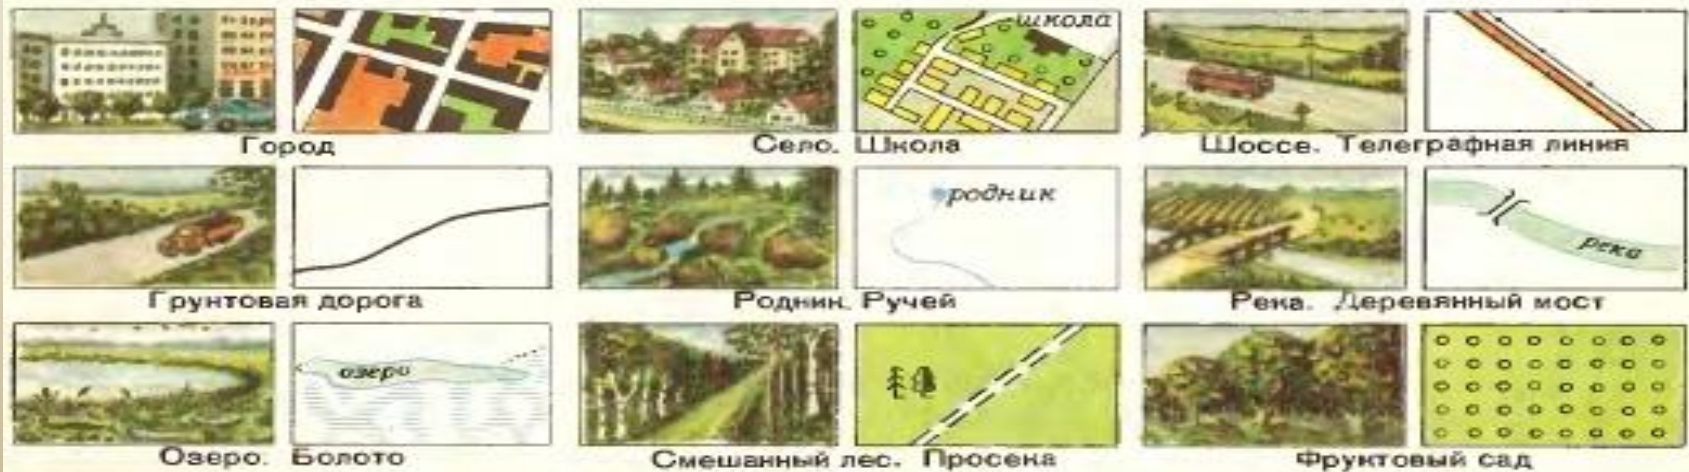 школа
Город
Село. Школа
Шоссе. Телеграфная линия
родник
река
Грунтовая дорога
Родник. Ручей
Река. Деревянный мост
озеро
Озеро. Болото
Смешанный лес. Просека
Фруктовый сад